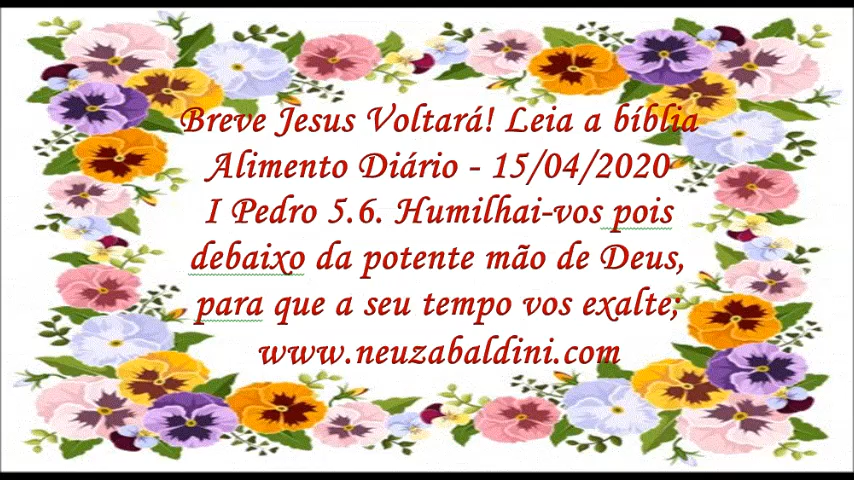 Breve Jesus Voltará! Leia a bíblia
Alimento Diário - 15/04/2020
I Pedro 5.6. Humilhai-vos pois
debaixo da potente mão de Deus,
para que a seu tempo vos exalte;
www.neuzabaldini.com